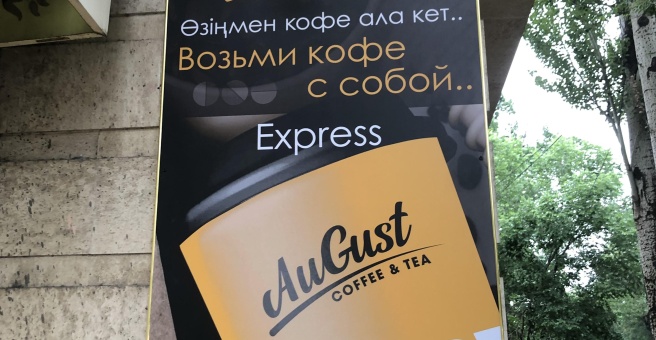 Өзіңмен кофе ала кет..
Возьми кофе
с собой..
Express
AuGust
COFFEE & TEA